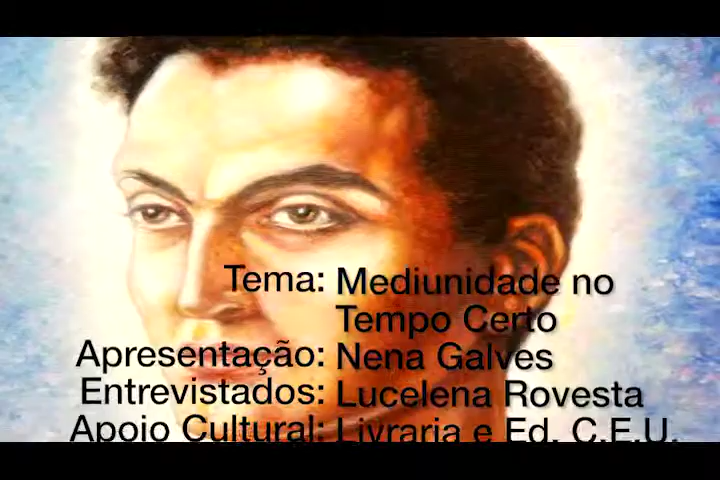 Tema: Mediunidade no
Tempo Certo
Apresentação: Nena Galves
Entrevistados: Lucelena Rovesta
Apoio Cultural: Livraria e Ed. C.E.U.